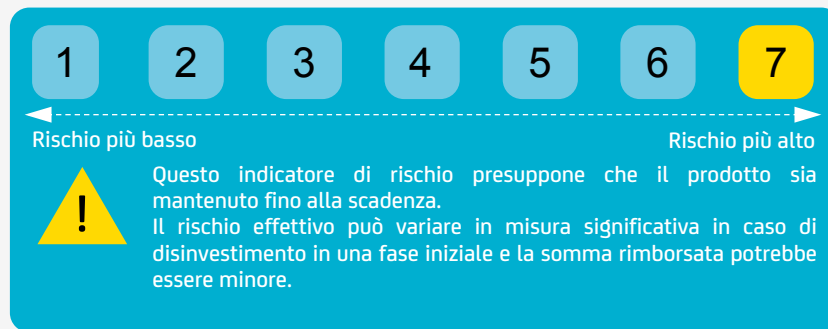 1 2 3 4 5 6 7
Rischio più basso Rischio più alto
! Questo indicatore di rischio presuppone che il prodotto sia
mantenuto fino alla scadenza.
Il rischio effettivo può variare in misura significativa in caso di
disinvestimento in una fase iniziale e la somma rimborsata potrebbe
essere minore.